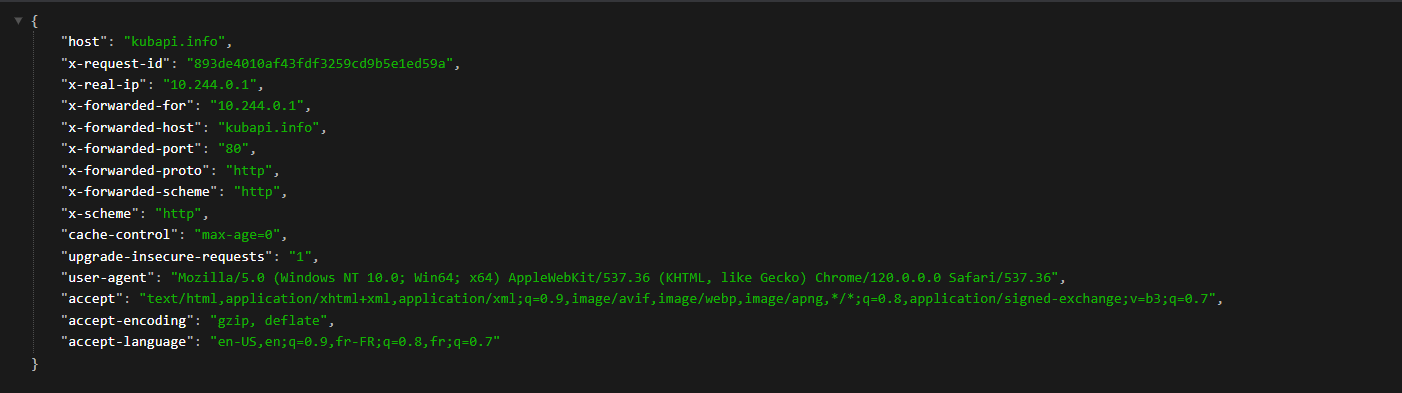 {
"host": "kubapi.info",
"x-request-id": "893de4010af43fdf3259cd9b5e1ed59a",
"x-real-ip": "10.244.0.1",
"x-forwarded-for": "10.244.0.1",
"x-forwarded-host": "kubapi.info",
"x-forwarded-port": "80",
"x-forwarded-proto": "http",
"x-forwarded-scheme": "http",
"x-scheme": "http",
"cache-control": "max-age=0",
"upgrade-insecure-requests": "1",
"user-agent": "Mozilla/5.0 (Windows NT 10.0; Win64; x64) AppleWebKit/537.36 (KHTML, like Gecko) Chrome/120.0.0.0 Safari/537.36",
"accept": "text/html,application/xhtml+xml,application/xml;q=0.9,image/avif,image/webp,image/apng,*/*;q=0.8,application/signed-exchange;v=b3;q=0.7",
"accept-encoding": "gzip, deflate",
"accept-language": "en-US,en;q=0.9,fr-FR;q=0.8,fr;q=0.7"
}